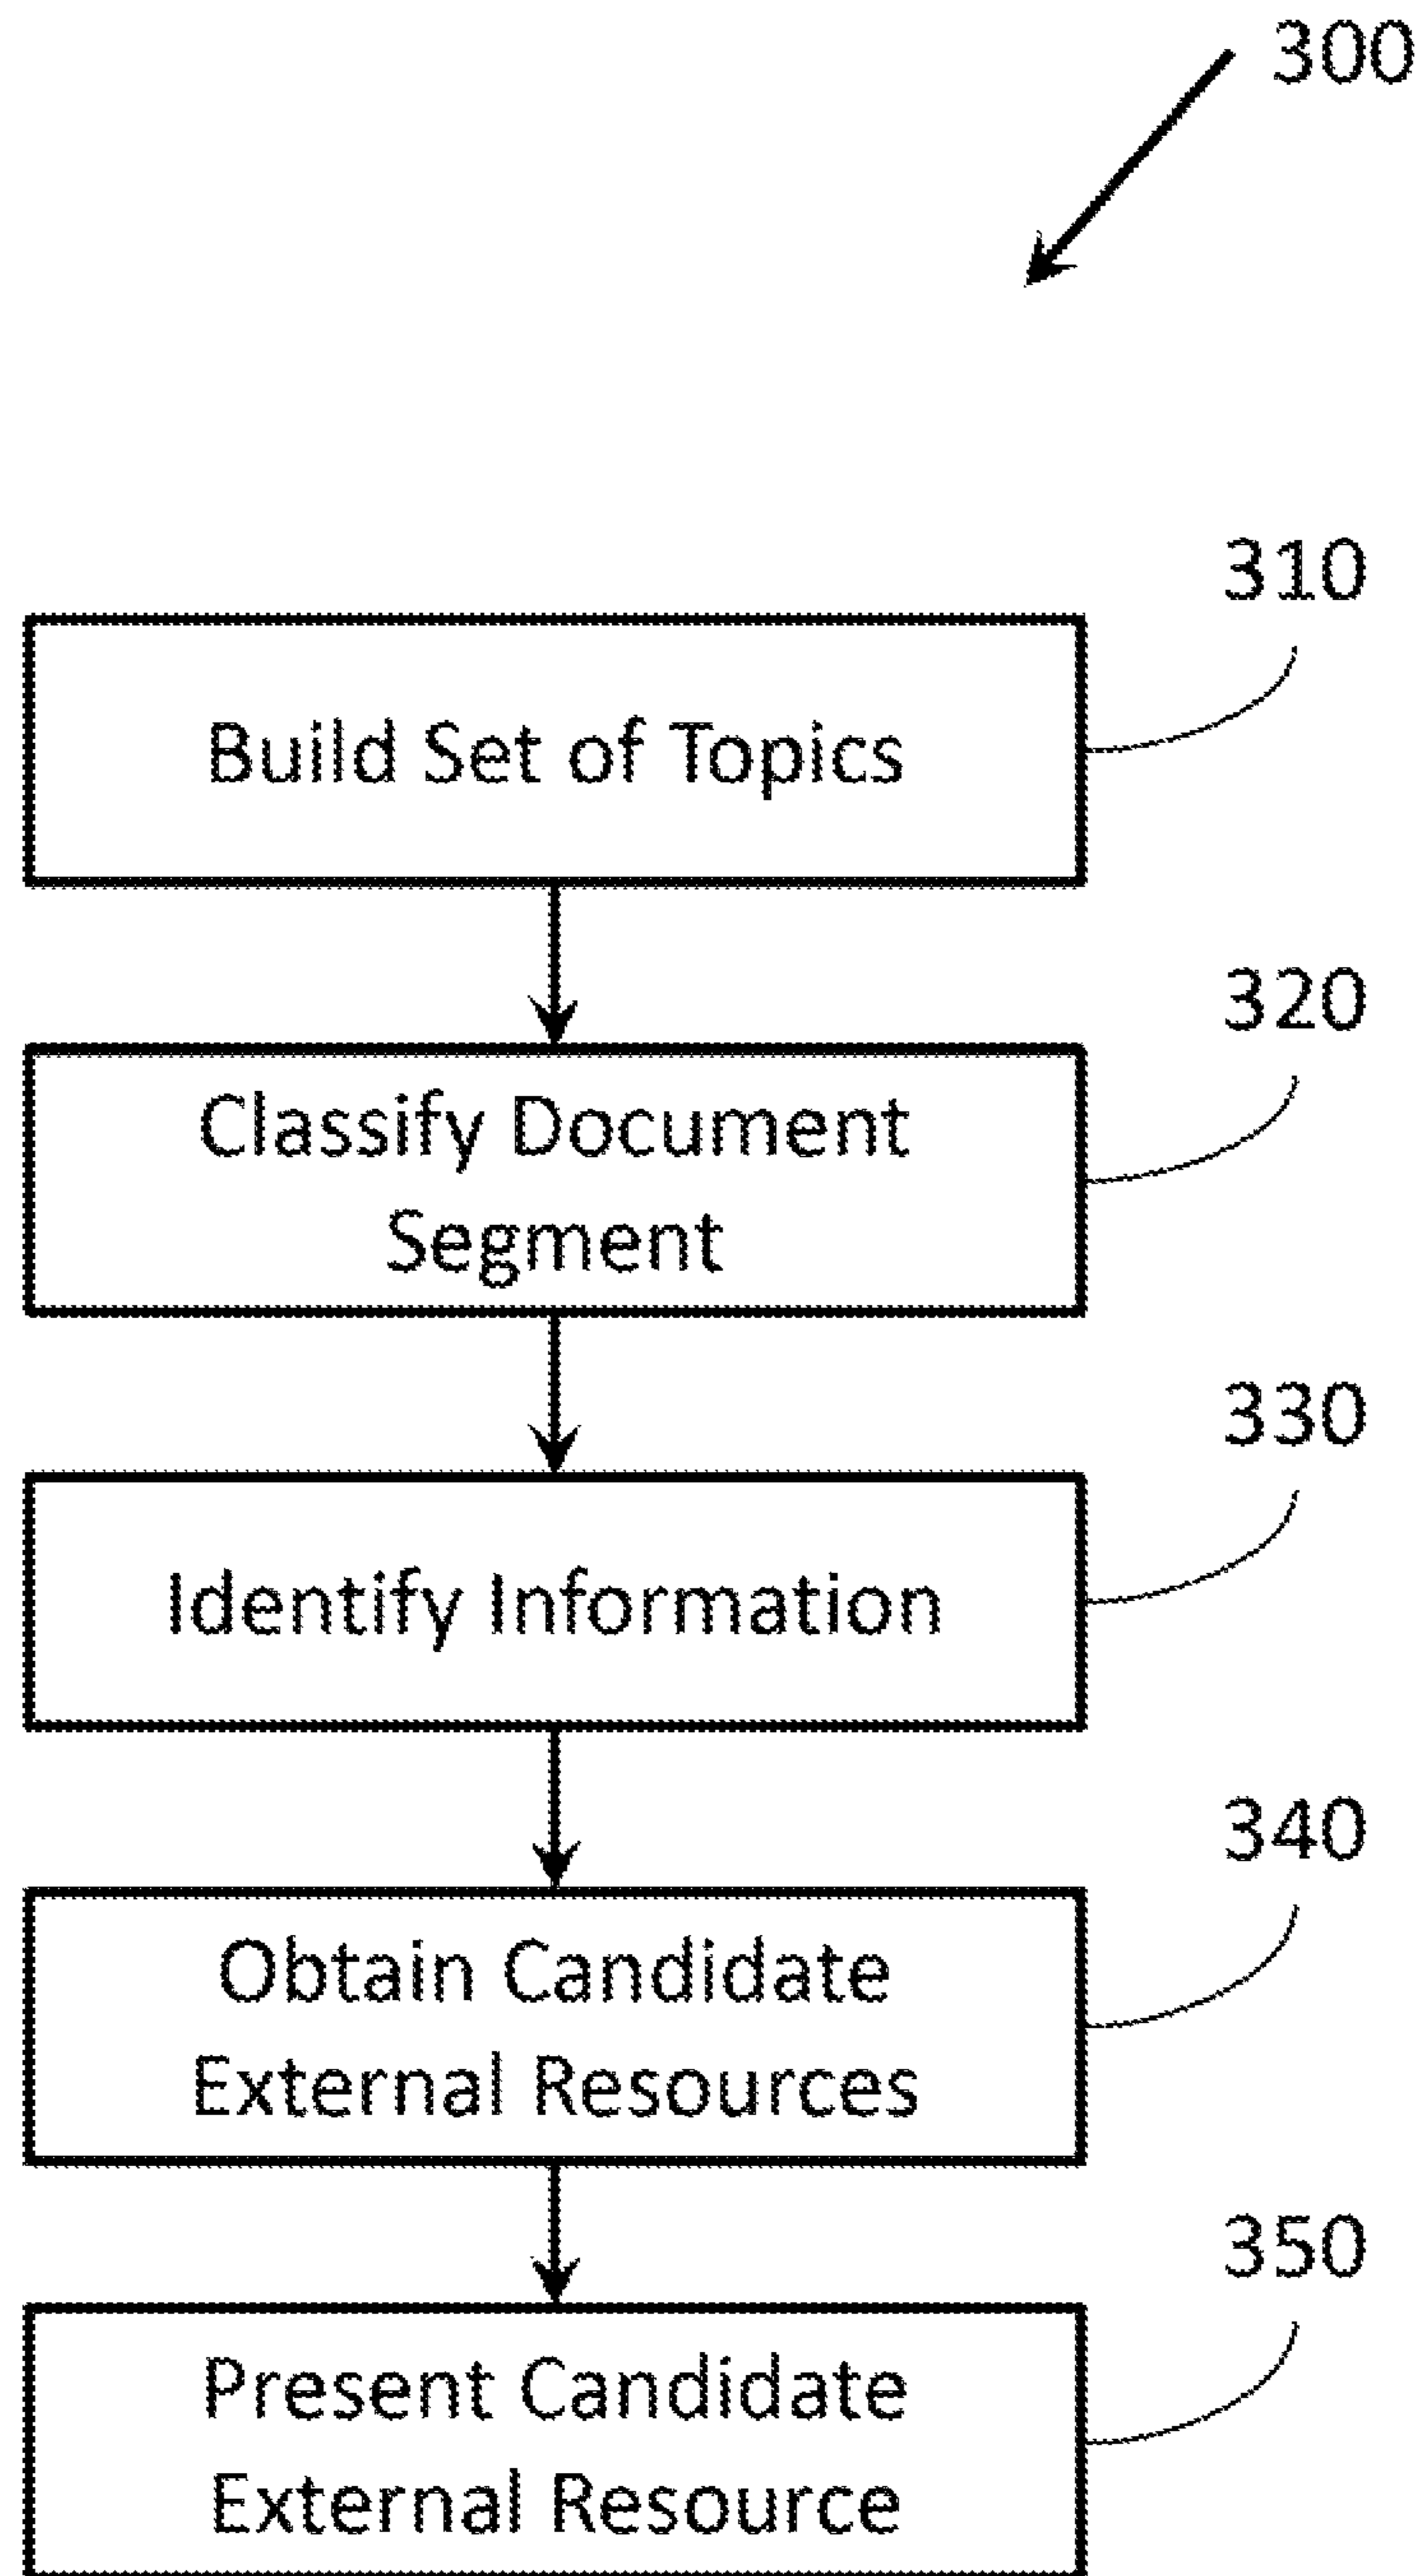 300
310
Build Set of Topics
320
Classify Document
Segment
330
Identify Information
340
Obtain Candidate
External Resources
350
Present Candidate
External Resource